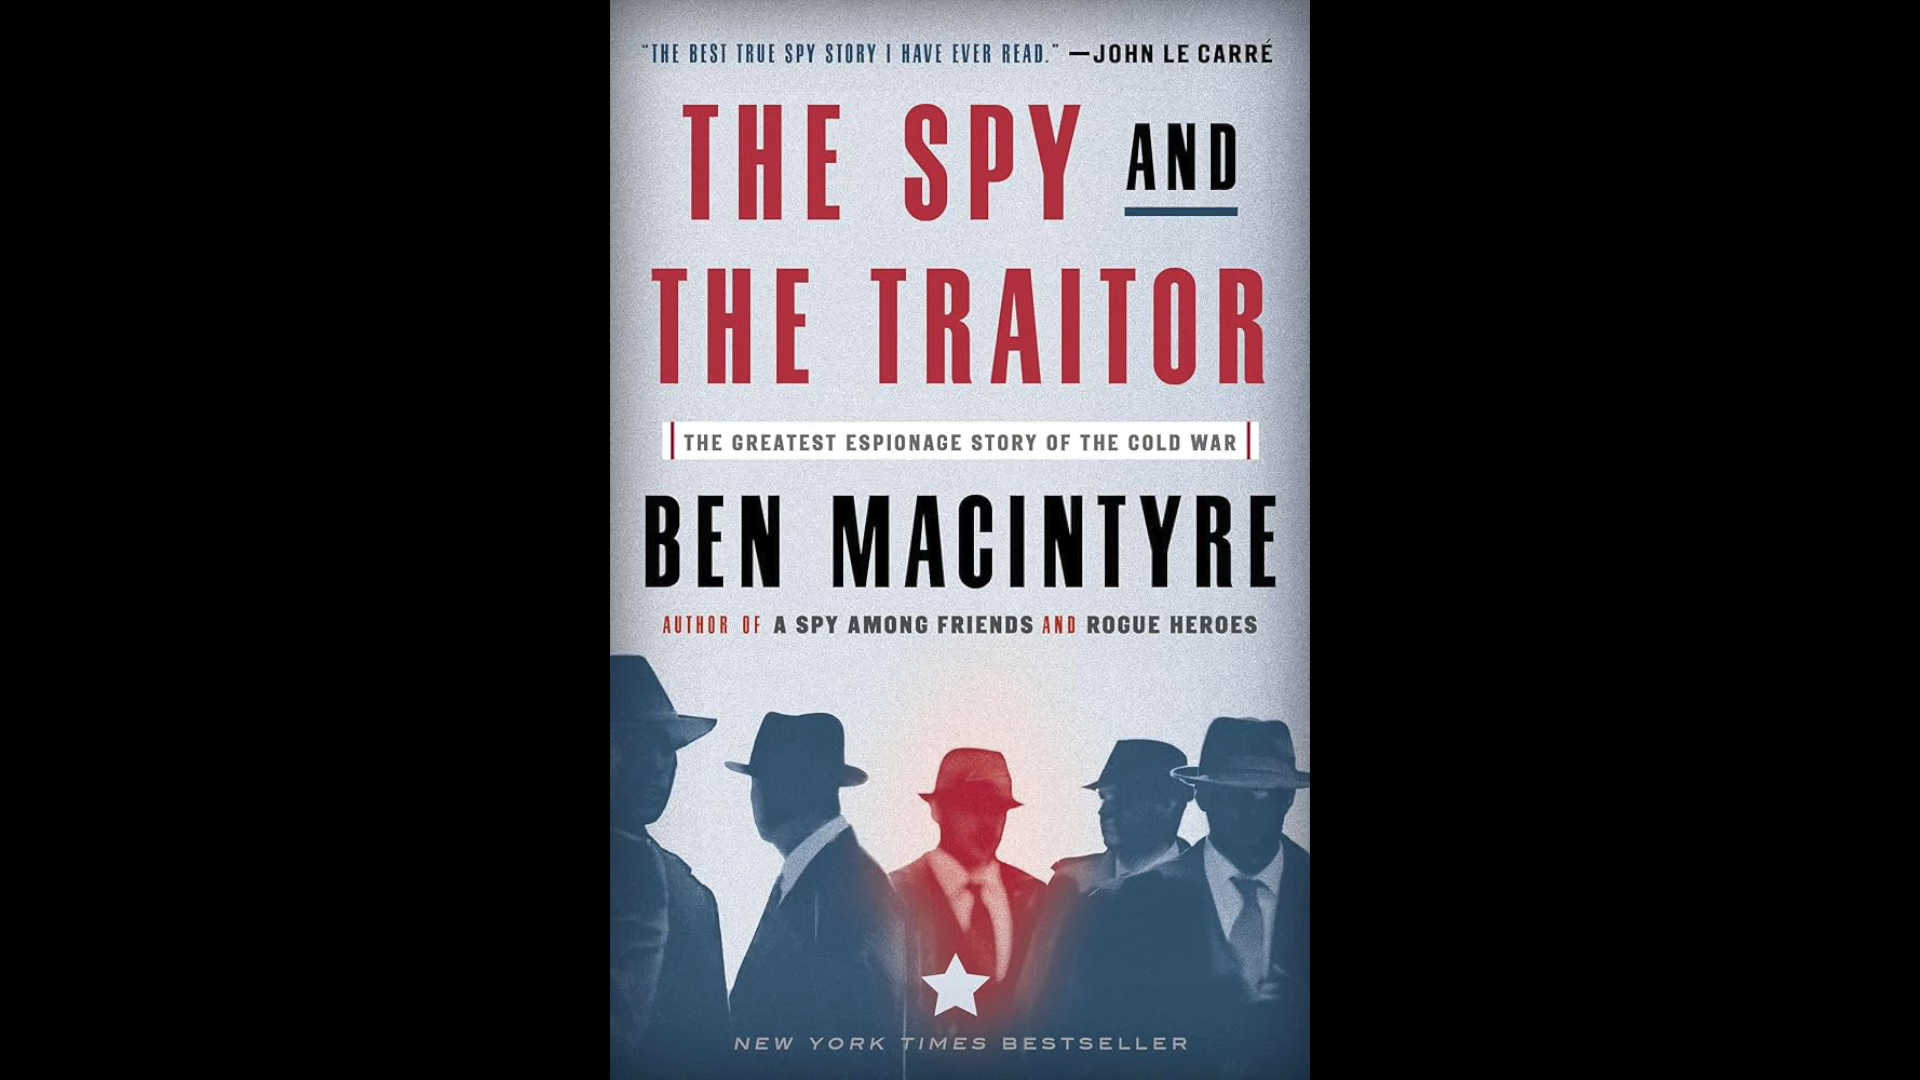 "THE BEST TRUE SPY STORY I HAVE EVER READ." —JOHN LE CARRÉ
THE SPY AND
THE TRAITOR
THE GREATEST ESPIONAGE STORY OF THE COLD WAR
BEN MACINTYRE
AUTHOR OF A SPY AMONG FRIENDS AND ROGUE HEROES
NEW YORK TIMES BESTSELLER